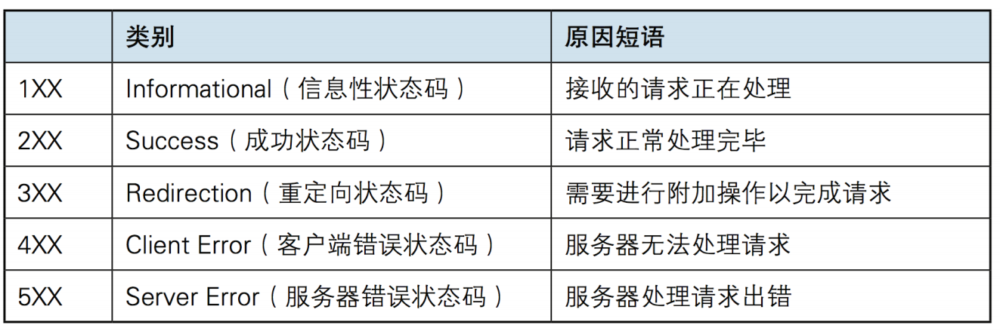 类别 原因短语
1XX Informational（信息性状态码） 接收的请求正在处理
2XX Success（成功状态码） 请求正常处理完毕
3XX Redirection（重定向状态码） 需要进行附加操作以完成请求
4XX Client Error（客户端错误状态码） 服务器无法处理请求
5XX Server Error（服务器错误状态码） 服务器处理请求出错